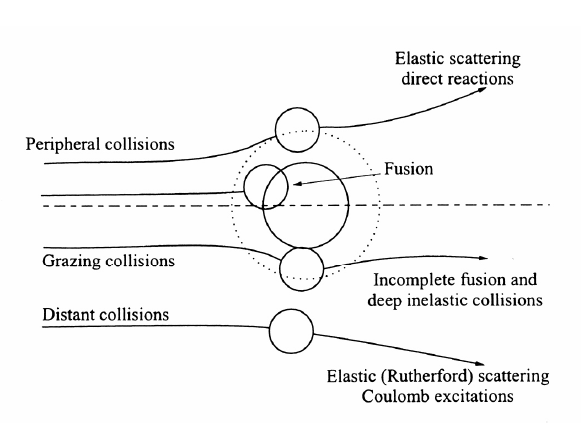 Elastic scattering
direct reactions
Peripheral collisions
Fusion
Grazing collisions
Incomplete fusion and
deep inelastic collisions
Distant collisions
Elastic (Rutherford) scattering
Coulomb excitations